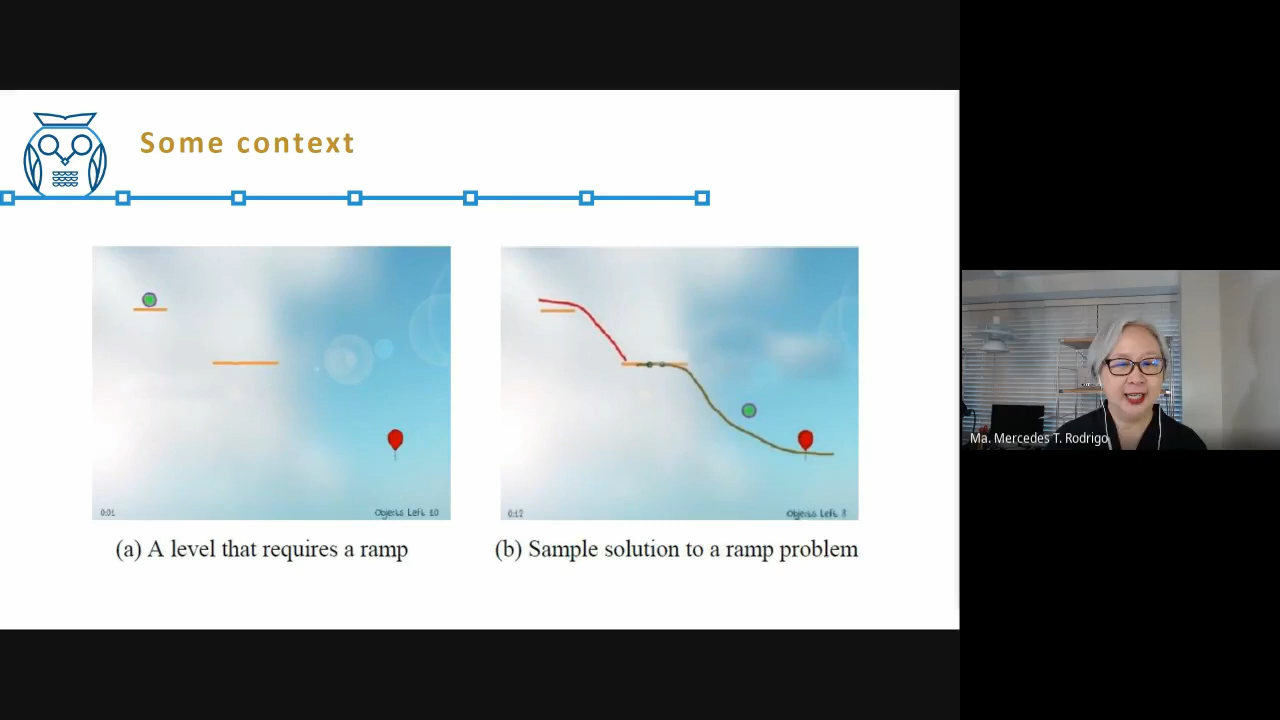 Some context
0:01
Objects Left 10
0:12
Objects Left 8
(a) A level that requires a ramp
(b) Sample solution to a ramp problem
Ma. Mercedes T. Rodrigo